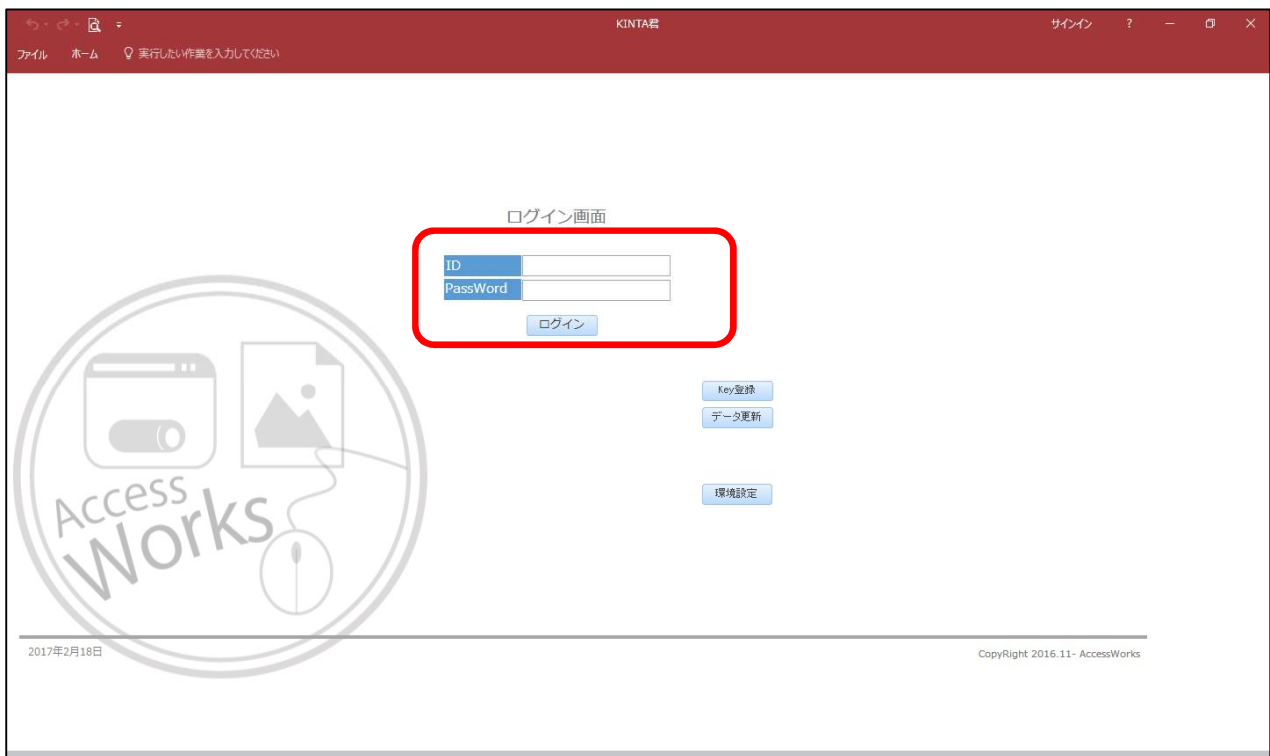 KINTA君 サインイン ?
ファイル ホーム 実行したい作業を入力してください
ログイン画面
ID
PassWord
ログイン
Key登録
データ更新
環境設定
Access
Works
2017年2月18日 CopyRight 2016.11- AccessWorks